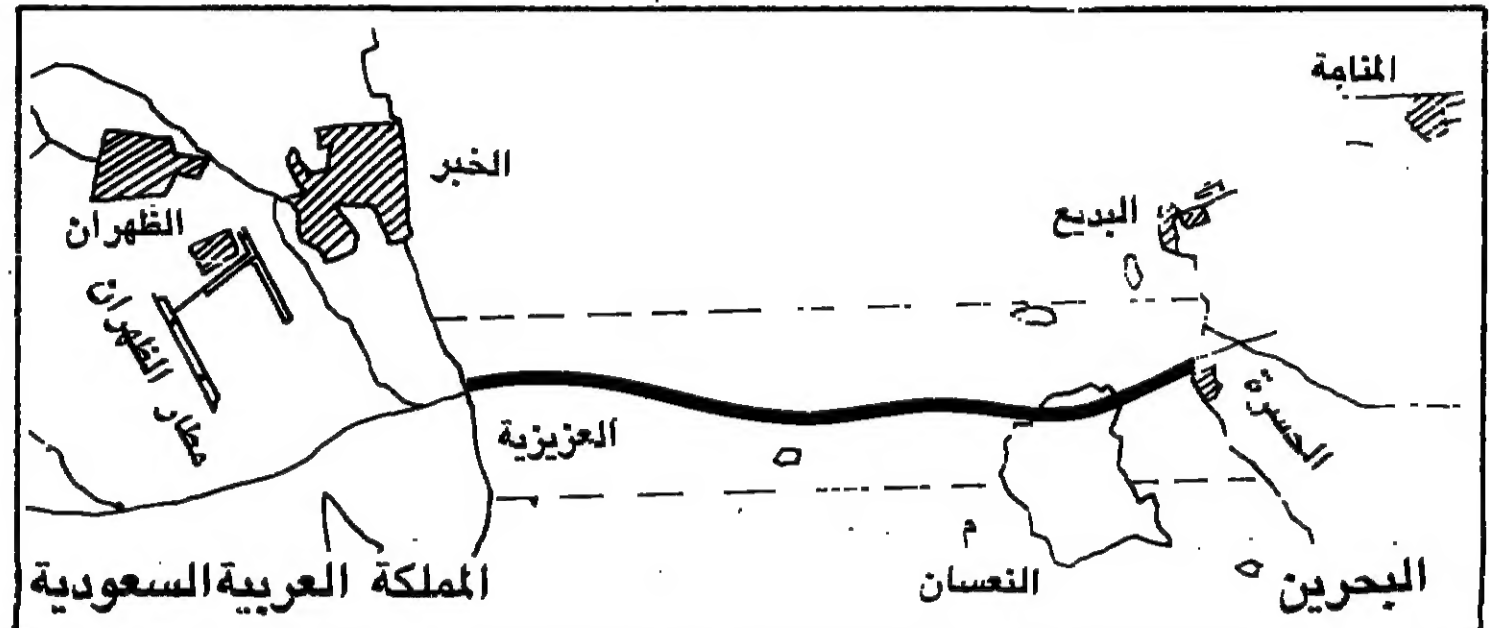 المنامة
الخبر
البديع
الظهران
مطار الظهران
العزيزية
الجسرة
م
النعسان
البحرين
المملكة العربية السعودية